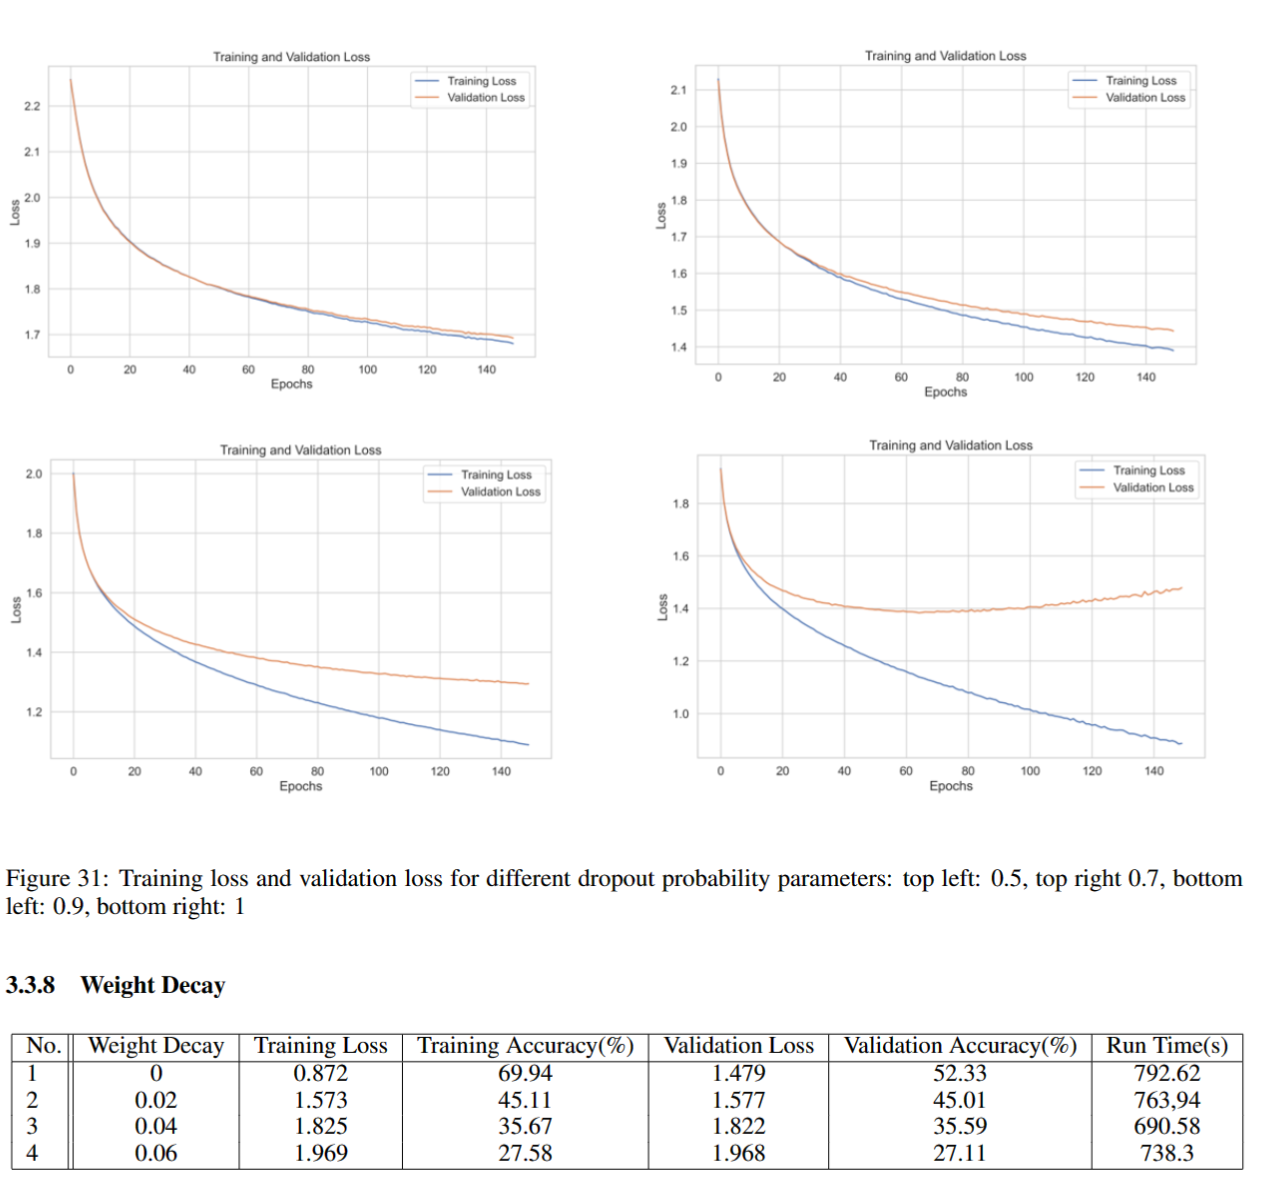 Training and Validation Loss
Training Loss
Validation Loss
2.2
2.1
2.0
1.9
1.8
1.7
Loss
0 20 40 60 80 100 120 140
Epochs
Training and Validation Loss
Training Loss
Validation Loss
2.1
2.0
1.9
1.8
1.7
1.6
1.5
1.4
Loss
0 20 40 60 80 100 120 140
Epochs
Training and Validation Loss
Training Loss
Validation Loss
2.0
1.8
1.6
1.4
1.2
Loss
0 20 40 60 80 100 120 140
Epochs
Training and Validation Loss
Training Loss
Validation Loss
1.8
1.6
1.4
1.2
1.0
Loss
0 20 40 60 80 100 120 140
Epochs
Figure 31: Training loss and validation loss for different dropout probability parameters: top left: 0.5, top right 0.7, bottom
left: 0.9, bottom right: 1
3.3.8 Weight Decay
No. Weight Decay Training Loss Training Accuracy(%) Validation Loss Validation Accuracy(%) Run Time(s)
1 0 0.872 69.94 1.479 52.33 792.62
2 0.02 1.573 45.11 1.577 45.01 763,94
3 0.04 1.825 35.67 1.822 35.59 690.58
4 0.06 1.969 27.58 1.968 27.11 738.3